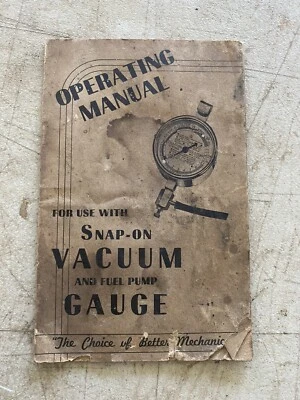 OPERATING
MANUAL
FOR USE WITH
SNAP-ON
VACUUM
AND FUEL PUMP
GAUGE
"The Choice of Better Mechanic